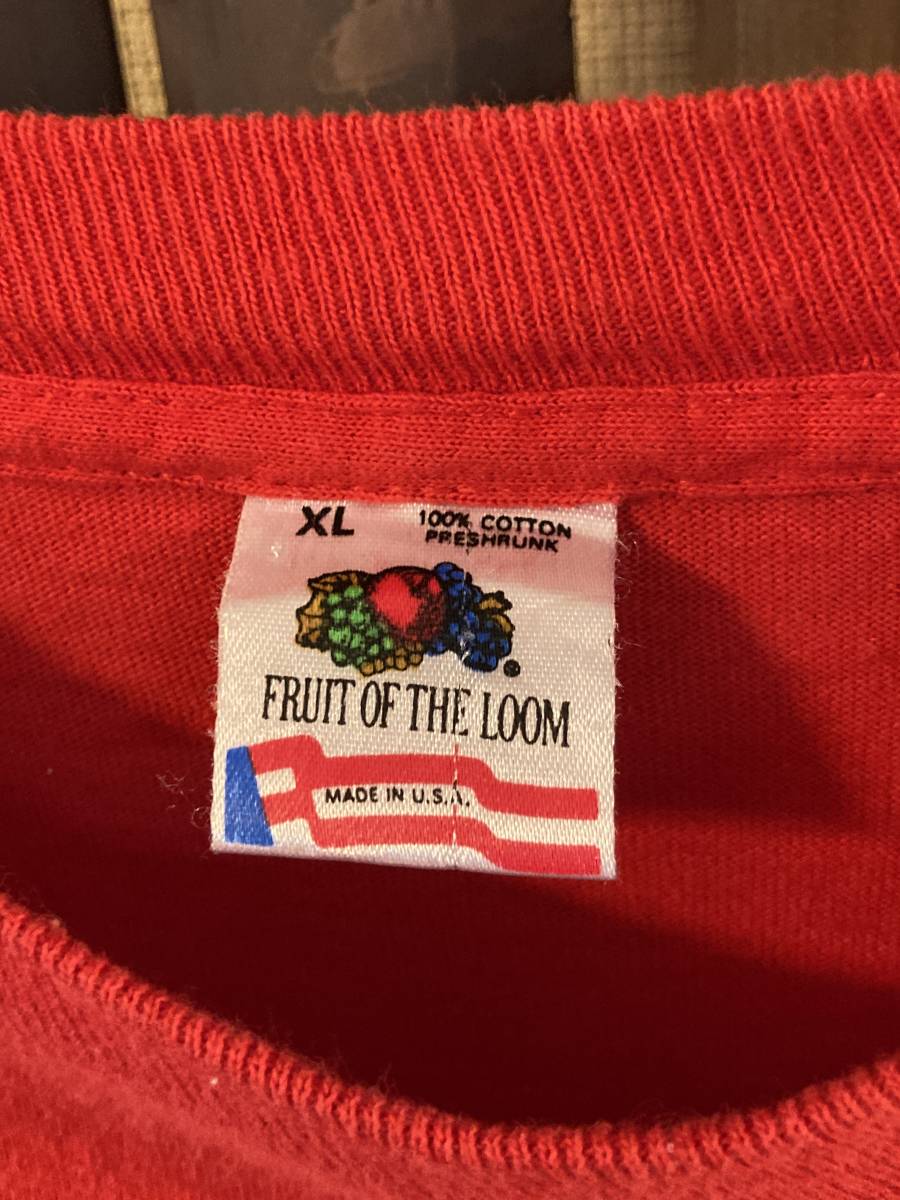 XL
100% COTTON
PRESHRUNK
FRUIT OF THE LOOM
MADE IN U.S.A.